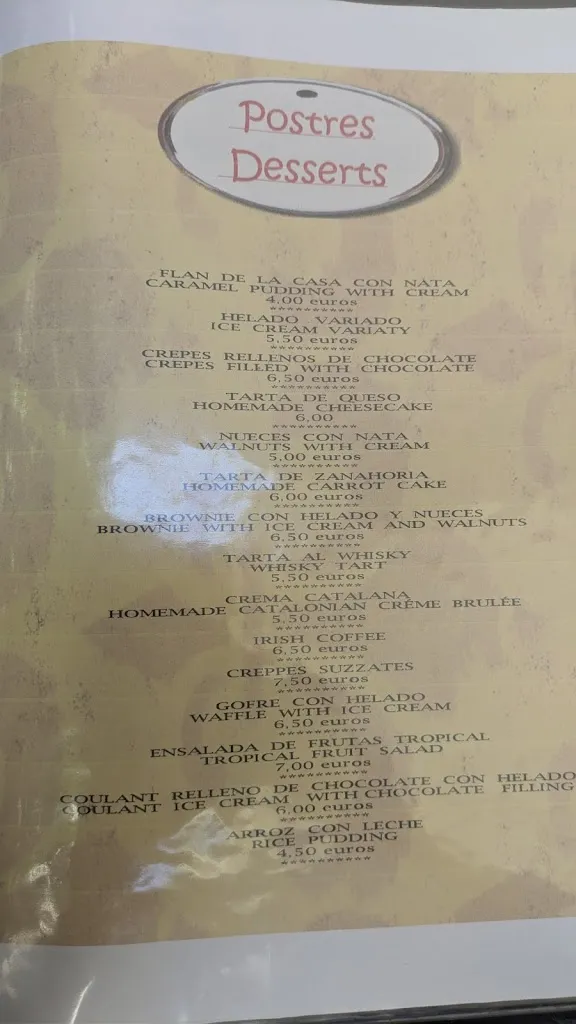 Postres
Desserts
FLAN DE LA CASA CON NATA
CARAMEL PUDDING WITH CREAM
4,00 euros
**********
HELADO VARIADO
ICE CREAM VARIATY
5,50 euros
**********
CREPES RELLENOS DE CHOCOLATE
CREPES FILLED WITH CHOCOLATE
6,50 euros
**********
TARTA DE QUESO
HOMEMADE CHEESECAKE
6,00
**********
NUECES CON NATA
WALNUTS WITH CREAM
5,00 euros
**********
TARTA DE ZANAHORIA
HOMEMADE CARROT CAKE
6,00 euros
**********
BROWNIE CON HELADO Y NUECES
BROWNIE WITH ICE CREAM AND WALNUTS
6,50 euros
**********
TARTA AL WHISKY
WHISKY TART
5,50 euros
**********
CREMA CATALANA
HOMEMADE CATALONIAN CRÈME BRULÉE
5,50 euros
**********
IRISH COFFEE
6,50 euros
**********
CREPPES SUZZATES
7,50 euros
**********
GOFRE CON HELADO
WAFFLE WITH ICE CREAM
6,50 euros
**********
ENSALADA DE FRUTAS TROPICAL
TROPICAL FRUIT SALAD
7,00 euros
**********
COULANT RELLENO DE CHOCOLATE CON HELADO
COULANT ICE CREAM WITH CHOCOLATE FILLING
6,00 euros
**********
ARROZ CON LECHE
RICE PUDDING
4,50 euros
**********